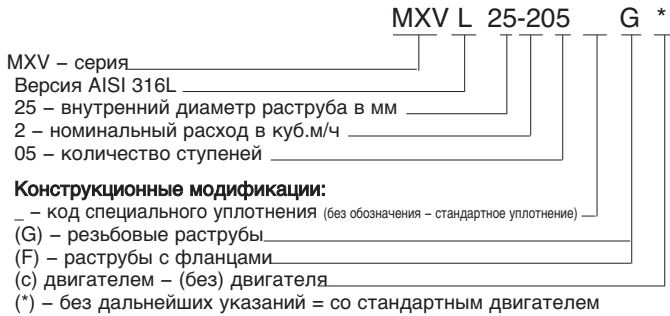 MXV L 25-205 G *
MXV – серия
Версия AISI 316L
25 – внутренний диаметр раструба в мм
2 – номинальный расход в куб.м/ч
05 – количество ступеней
Конструкционные модификации:
_ – код специального уплотнения (без обозначения – стандартное уплотнение)
(G) – резьбовые раструбы
(F) – раструбы с фланцами
(с) двигателем – (без) двигателя
(*) – без дальнейших указаний = со стандартным двигателем